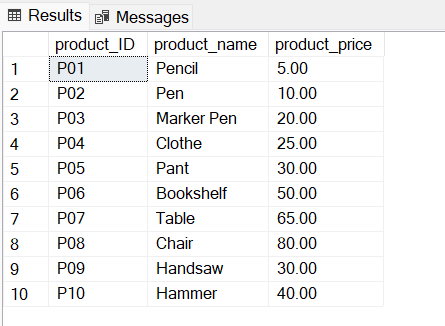 Results Messages
product_ID product_name product_price
1 P01 Pencil 5.00
2 P02 Pen 10.00
3 P03 Marker Pen 20.00
4 P04 Clothe 25.00
5 P05 Pant 30.00
6 P06 Bookshelf 50.00
7 P07 Table 65.00
8 P08 Chair 80.00
9 P09 Handsaw 30.00
10 P10 Hammer 40.00